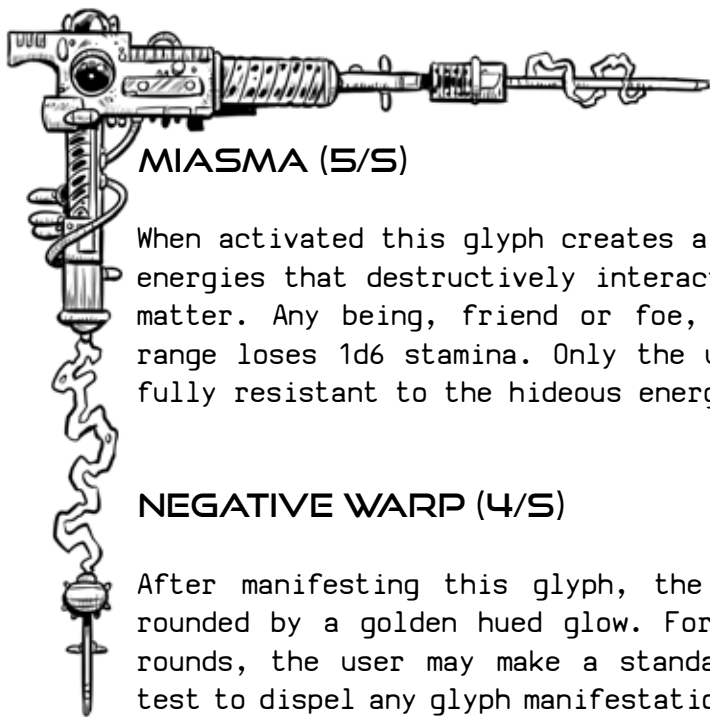 MIASMA (5/S)
When activated this glyph creates a
energies that destructively interac
matter. Any being, friend or foe,
range loses 1d6 stamina. Only the u
fully resistant to the hideous energ
NEGATIVE WARP (4/S)
After manifesting this glyph, the
rounded by a golden hued glow. For
rounds, the user may make a standa
test to dispel any glyph manifestatio